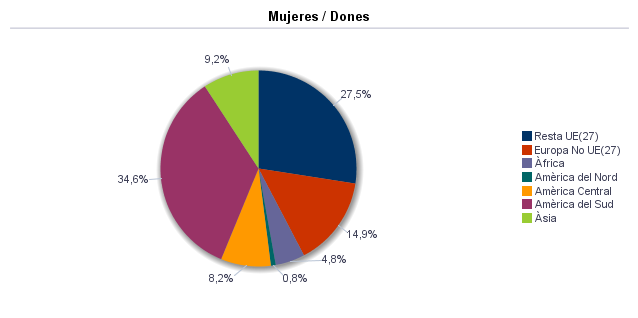 Mujeres / Dones
9,2%
27,5%
34,6%
14,9%
4,8%
0,8%
8,2%
Resta UE(27)
Europa No UE(27)
Àfrica
Amèrica del Nord
Amèrica Central
Amèrica del Sud
Àsia